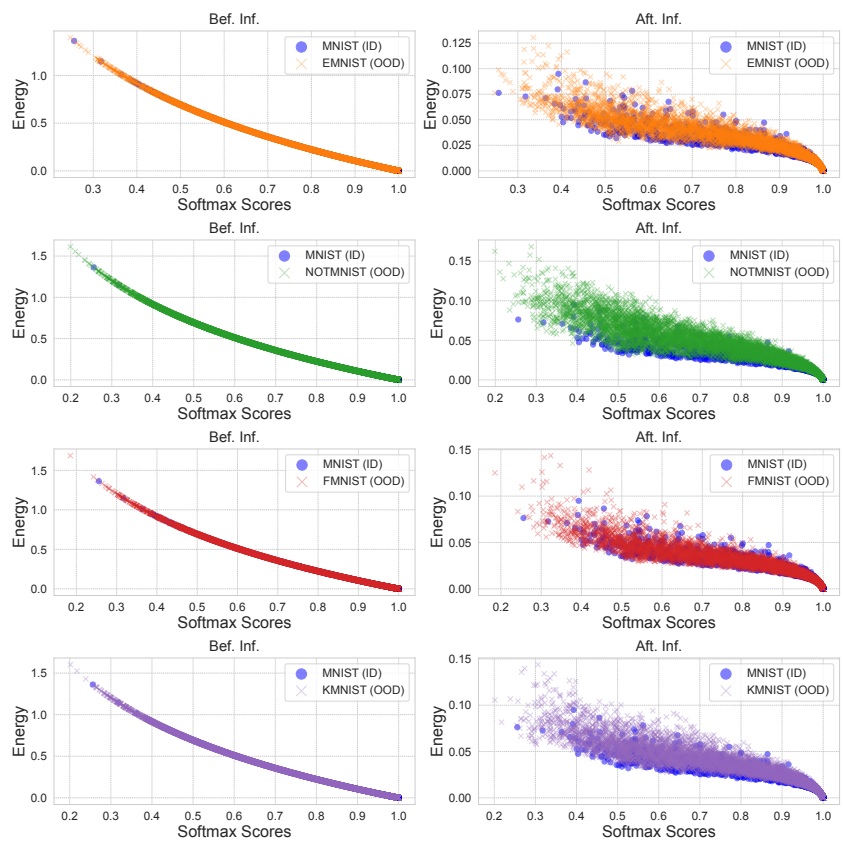 Bef. Inf.
Energy
1.0
0.5
0.0
MNIST (ID)
EMNIST (OOD)
0.3 0.4 0.5 0.6 0.7 0.8 0.9 1.0
Softmax Scores
Aft. Inf.
Energy
0.125
0.100
0.075
0.050
0.025
0.000
MNIST (ID)
EMNIST (OOD)
0.3 0.4 0.5 0.6 0.7 0.8 0.9 1.0
Softmax Scores
Bef. Inf.
Energy
1.5
1.0
0.5
0.0
MNIST (ID)
NOTMNIST (OOD)
0.2 0.3 0.4 0.5 0.6 0.7 0.8 0.9 1.0
Softmax Scores
Aft. Inf.
Energy
0.15
0.10
0.05
0.00
MNIST (ID)
NOTMNIST (OOD)
0.2 0.3 0.4 0.5 0.6 0.7 0.8 0.9 1.0
Softmax Scores
Bef. Inf.
Energy
1.5
1.0
0.5
0.0
MNIST (ID)
FMNIST (OOD)
0.2 0.3 0.4 0.5 0.6 0.7 0.8 0.9 1.0
Softmax Scores
Aft. Inf.
Energy
0.15
0.10
0.05
0.00
MNIST (ID)
FMNIST (OOD)
0.2 0.3 0.4 0.5 0.6 0.7 0.8 0.9 1.0
Softmax Scores
Bef. Inf.
Energy
1.5
1.0
0.5
0.0
MNIST (ID)
KMNIST (OOD)
0.2 0.3 0.4 0.5 0.6 0.7 0.8 0.9 1.0
Softmax Scores
Aft. Inf.
Energy
0.15
0.10
0.05
0.00
MNIST (ID)
KMNIST (OOD)
0.2 0.3 0.4 0.5 0.6 0.7 0.8 0.9 1.0
Softmax Scores